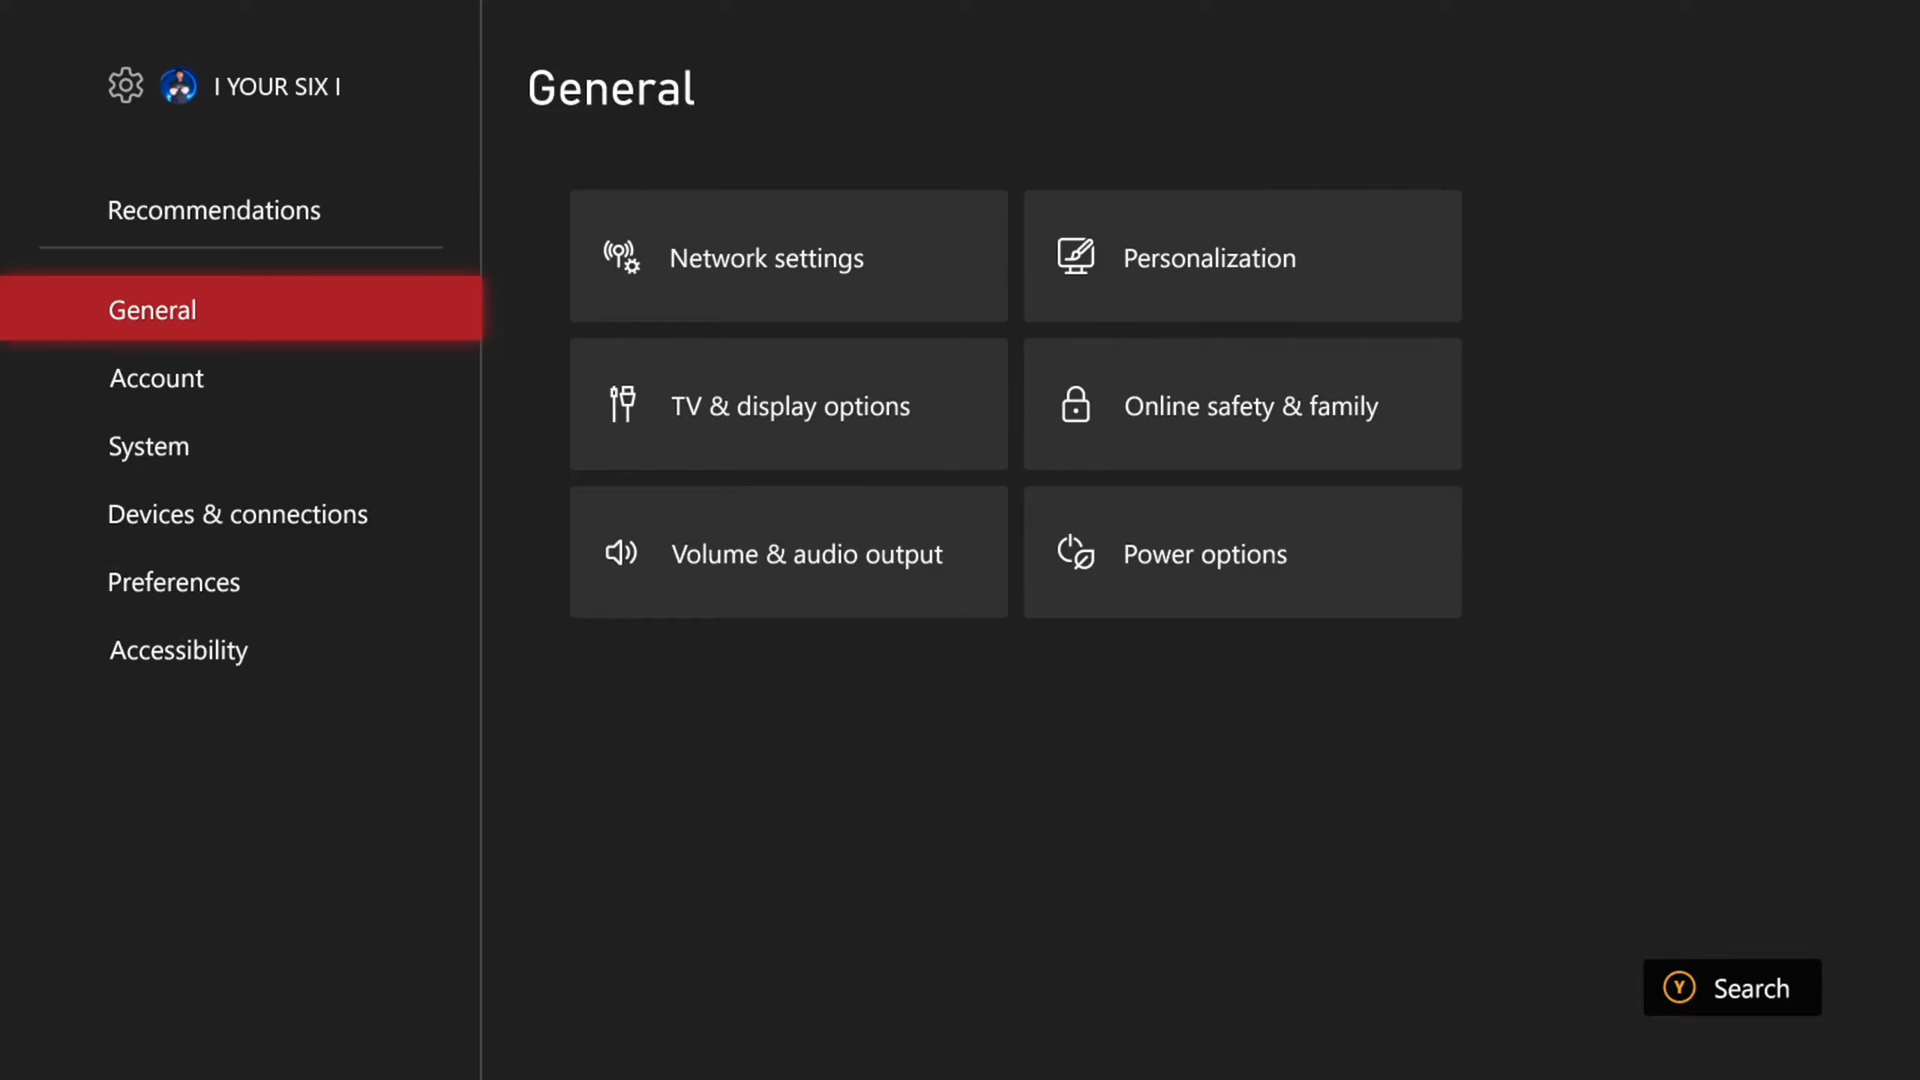 I YOUR SIX I
Recommendations
General
Account
System
Devices & connections
Preferences
Accessibility
General
Network settings
Personalization
TV & display options
Online safety & family
Volume & audio output
Power options
Y Search